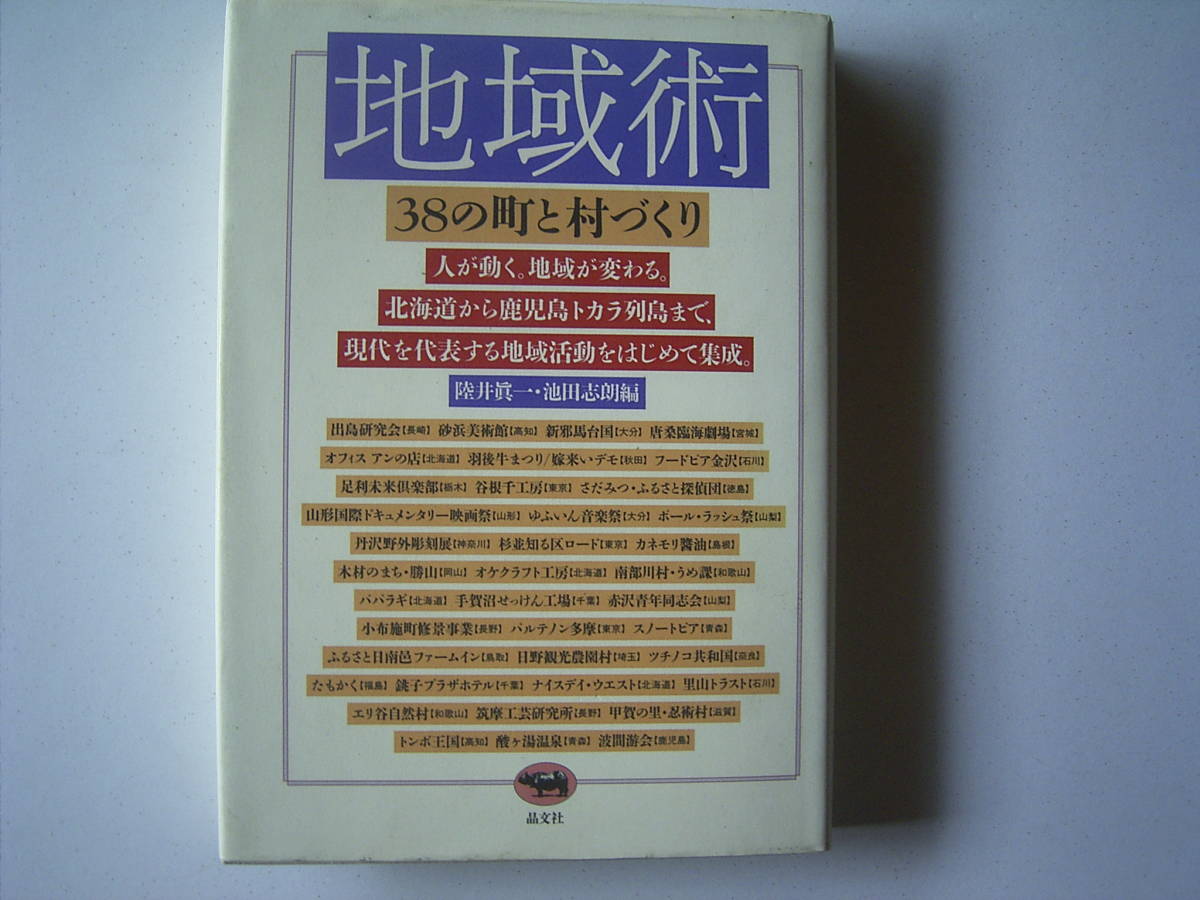 地域術
38の町と村づくり
人が動く。地域が変わる。
北海道から鹿児島トカラ列島まで、
現代を代表する地域活動をはじめて集成。
陸井眞一・池田志朗編
出島研究会【長崎】 砂浜美術館【高知】 新邪馬台国【大分】 唐桑臨海劇場【宮城】
オフィス アンの店【北海道】 羽後牛まつり/嫁来いデモ【秋田】 フードピア金沢【石川】
足利未来倶楽部【栃木】 谷根千工房【東京】 さだみつ・ふるさと探偵団【徳島】
山形国際ドキュメンタリー映画祭【山形】 ゆふいん音楽祭【大分】 ポール・ラッシュ祭【山梨】
丹沢野外彫刻展【神奈川】 杉並知る区ロード【東京】 カネモリ醬油【島根】
木材のまち・勝山【岡山】 オケクラフト工房【北海道】 南部川村・うめ課【和歌山】
パパラギ【北海道】 手賀沼せっけん工場【千葉】 赤沢青年同志会【山梨】
小布施町修景事業【長野】 パルテノン多摩【東京】 スノートピア【青森】
ふるさと日南邑ファームイン【鳥取】 日野観光農園村【埼玉】 ツチノコ共和国【奈良】
たもかく【福島】 銚子プラザホテル【千葉】 ナイスデイ・ウエスト【北海道】 里山トラスト【石川】
エリ谷自然村【和歌山】 筑摩工芸研究所【長野】 甲賀の里・忍術村【滋賀】
トンボ王国【高知】 酸ヶ湯温泉【青森】 波間游会【鹿児島】
晶文社